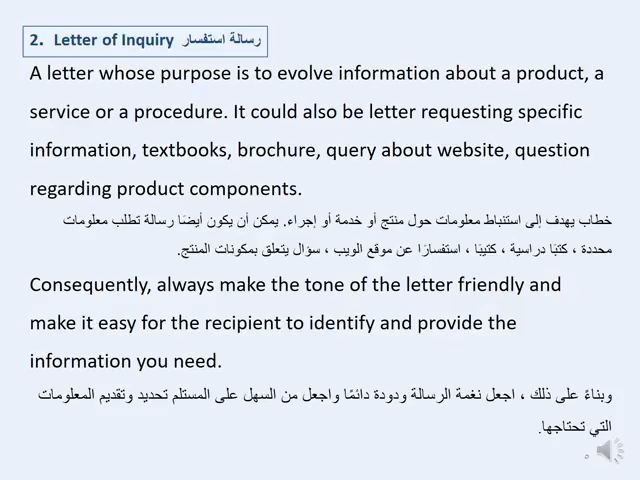 2. Letter of Inquiry رسالة استفسار
A letter whose purpose is to evolve information about a product, a
service or a procedure. It could also be letter requesting specific
information, textbooks, brochure, query about website, question
regarding product components.
خطاب يهدف إلى استنباط معلومات حول منتج أو خدمة أو إجراء. يمكن أن يكون أيضًا رسالة تطلب معلومات
محددة ، كتبًا دراسية ، كتيبًا ، استفسارًا عن موقع الويب ، سؤال يتعلق بمكونات المنتج.
Consequently, always make the tone of the letter friendly and
make it easy for the recipient to identify and provide the
information you need.
وبناءً على ذلك ، اجعل نغمة الرسالة ودودة دائمًا واجعل من السهل على المستلم تحديد وتقديم المعلومات
التي تحتاجها.
٥